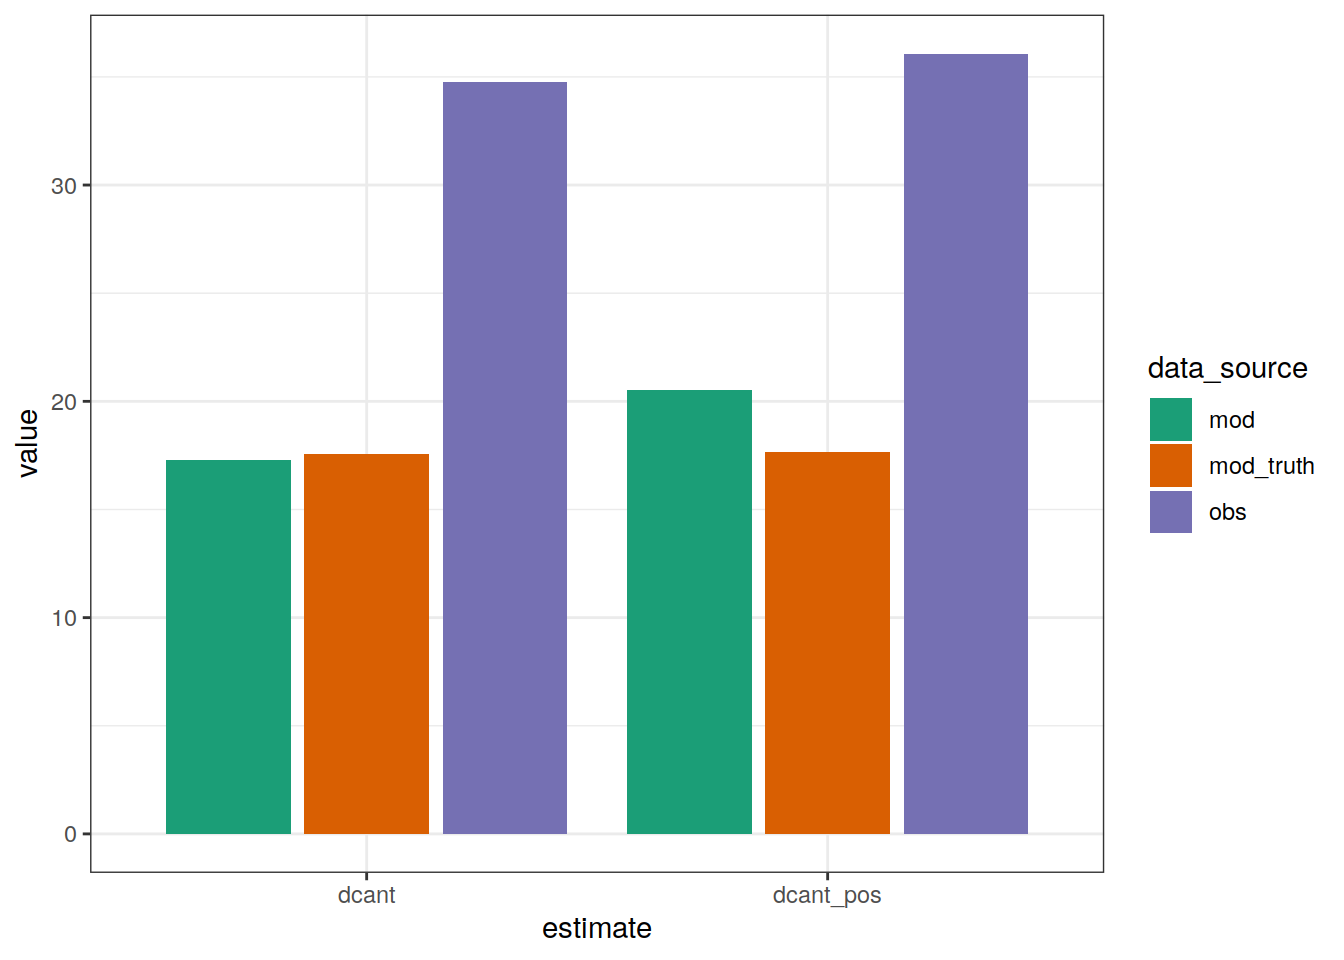 value
30
20
10
0
dcant
dcant_pos
estimate
data_source
mod
mod_truth
obs